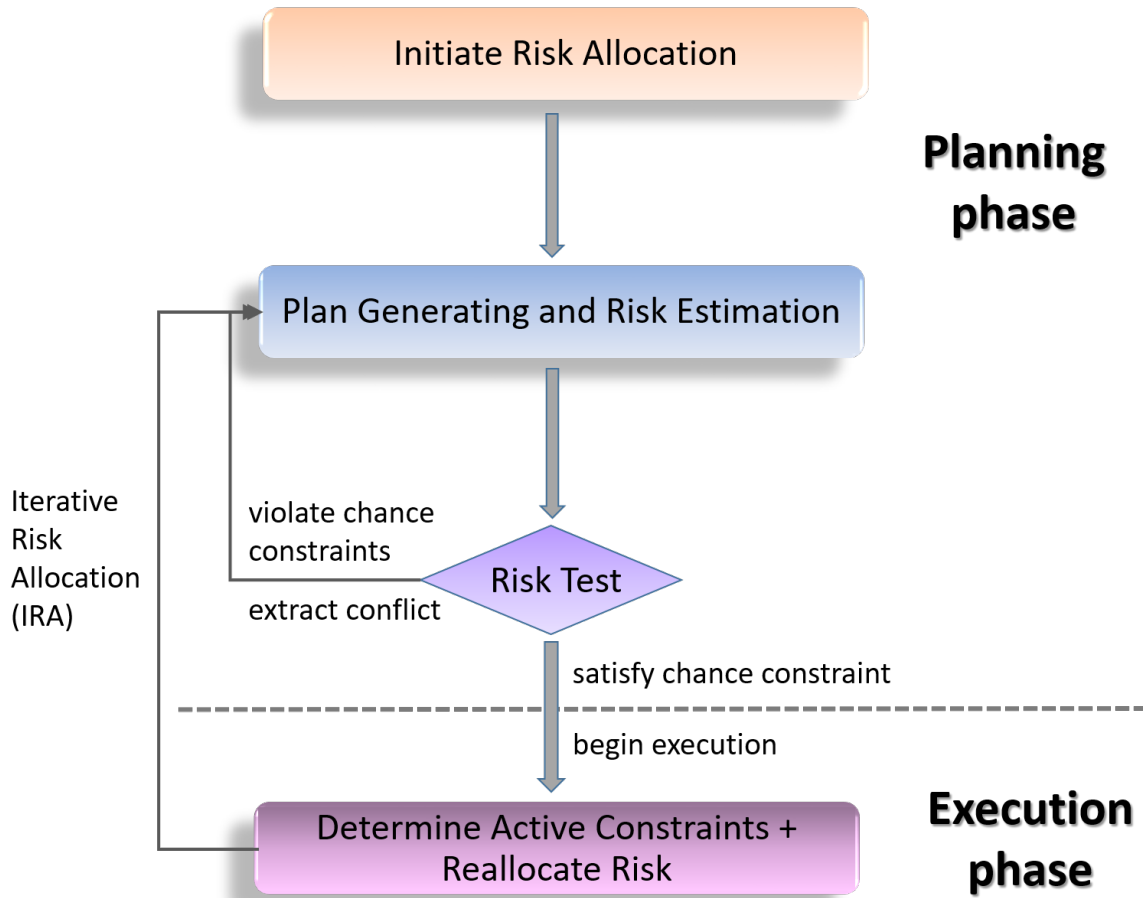 Initiate Risk Allocation
Planning
phase
Plan Generating and Risk Estimation
Iterative
Risk
Allocation
(IRA)
violate chance
constraints
extract conflict
Risk Test
satisfy chance constraint
begin execution
Determine Active Constraints +
Reallocate Risk
Execution
phase